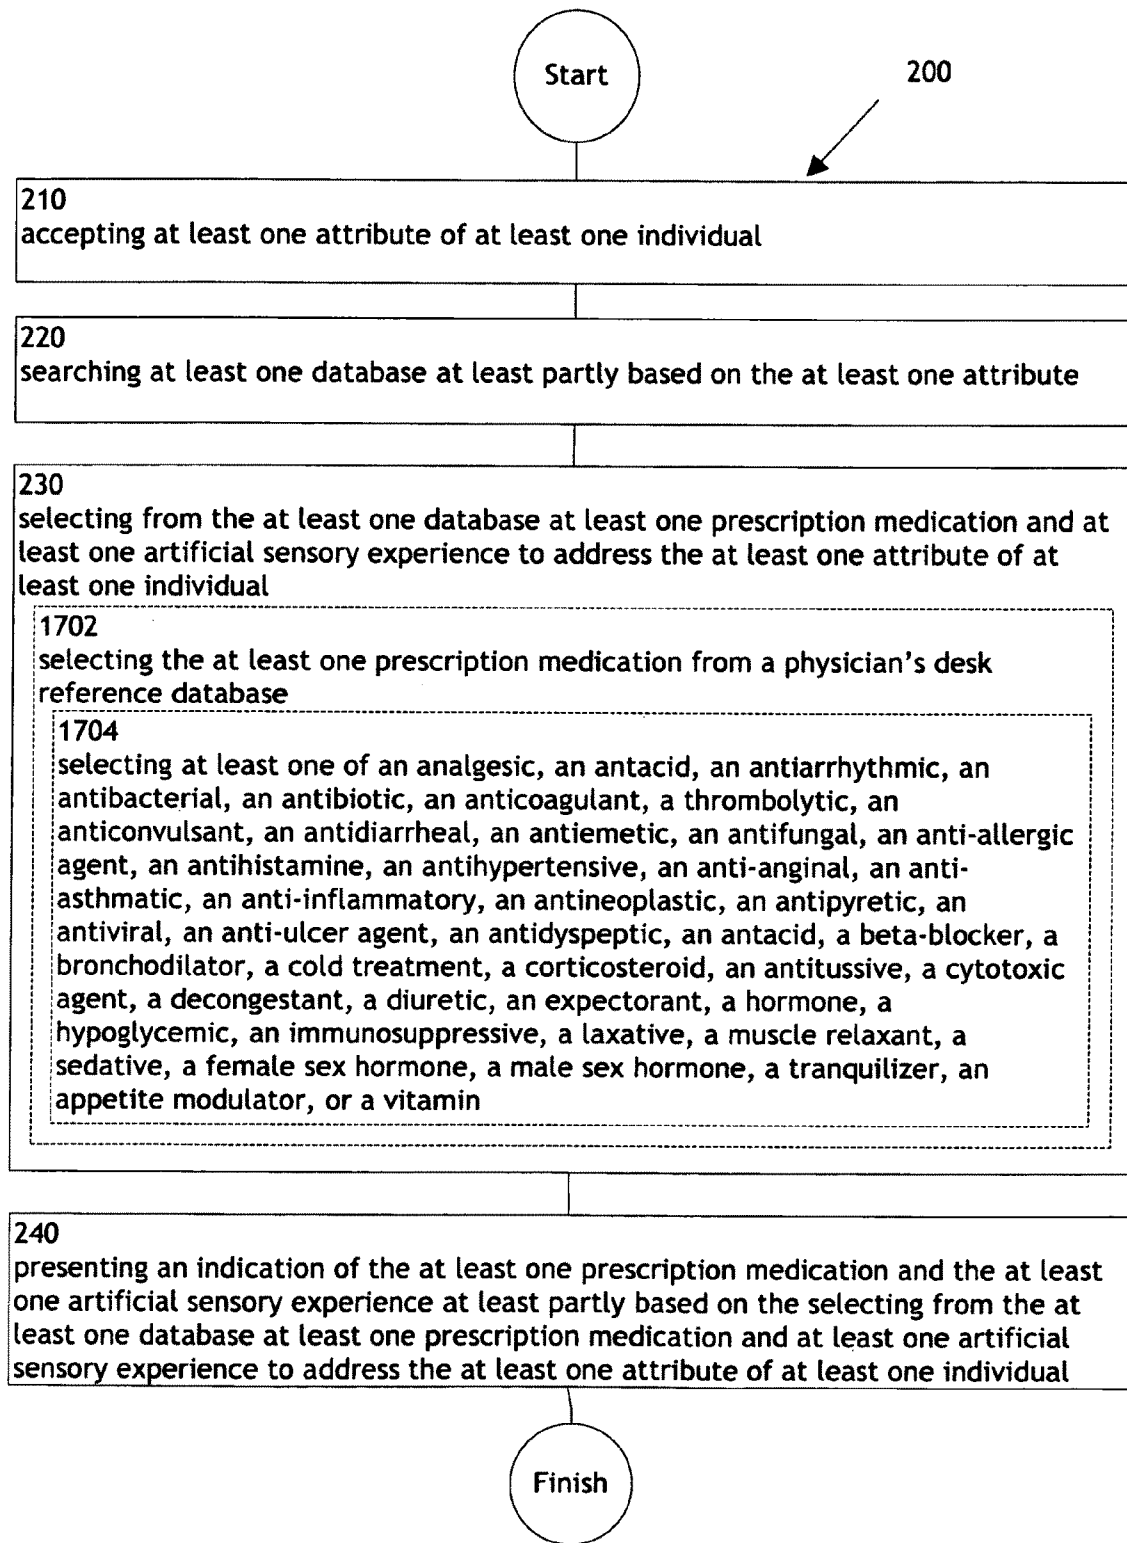 Start
200
210
accepting at least one attribute of at least one individual
220
searching at least one database at least partly based on the at least one attribute
230
selecting from the at least one database at least one prescription medication and at
least one artificial sensory experience to address the at least one attribute of at
least one individual
1702
selecting the at least one prescription medication from a physician's desk
reference database
1704
selecting at least one of an analgesic, an antacid, an antiarrhythmic, an
antibacterial, an antibiotic, an anticoagulant, a thrombolytic, an
anticonvulsant, an antidiarrheal, an antiemetic, an antifungal, an anti-allergic
agent, an antihistamine, an antihypertensive, an anti-anginal, an anti-
asthmatic, an anti-inflammatory, an antineoplastic, an antipyretic, an
antiviral, an anti-ulcer agent, an antidyspeptic, an antacid, a beta-blocker, a
bronchodilator, a cold treatment, a corticosteroid, an antitussive, a cytotoxic
agent, a decongestant, a diuretic, an expectorant, a hormone, a
hypoglycemic, an immunosuppressive, a laxative, a muscle relaxant, a
sedative, a female sex hormone, a male sex hormone, a tranquilizer, an
appetite modulator, or a vitamin
240
presenting an indication of the at least one prescription medication and the at least
one artificial sensory experience at least partly based on the selecting from the at
least one database at least one prescription medication and at least one artificial
sensory experience to address the at least one attribute of at least one individual
Finish